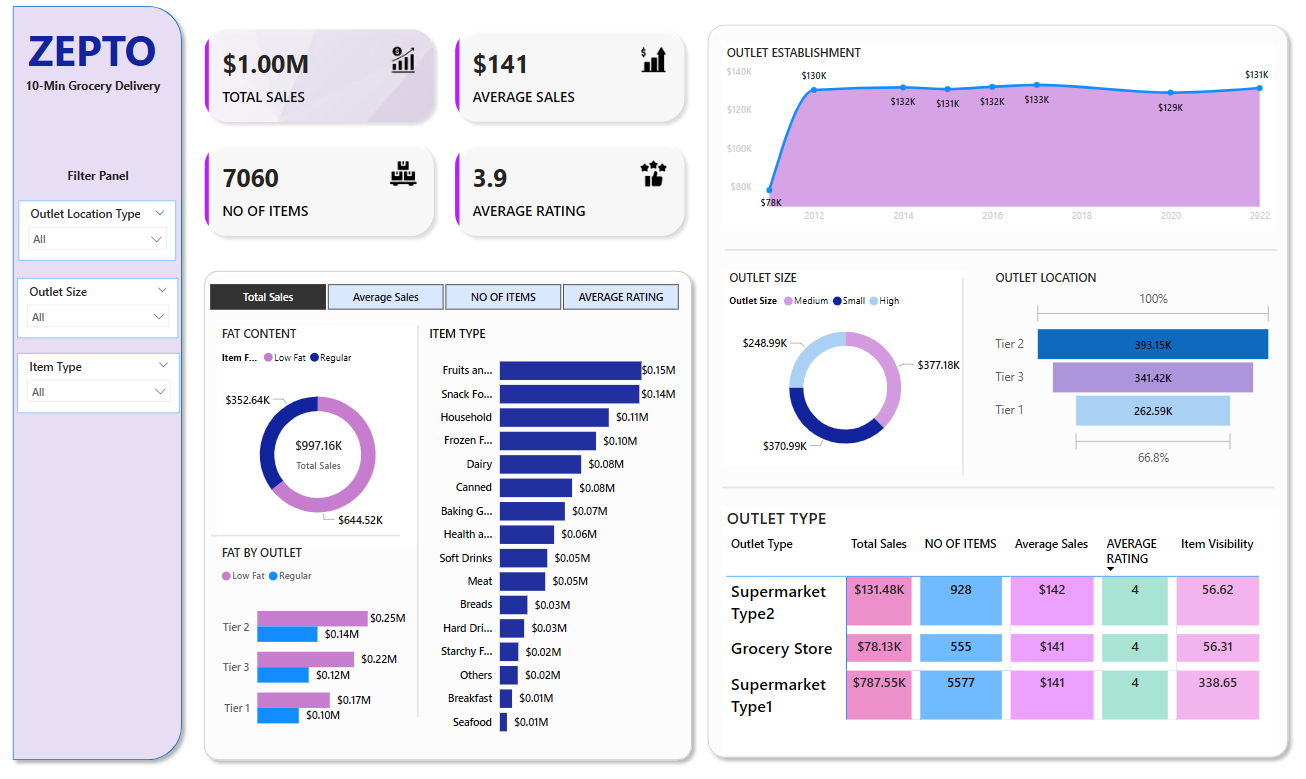 ZEPTO
10-Min Grocery Delivery
Filter Panel
Outlet Location Type
All
Outlet Size
All
Item Type
All
$1.00M
TOTAL SALES
$141
AVERAGE SALES
7060
NO OF ITEMS
3.9
AVERAGE RATING
Total Sales Average Sales NO OF ITEMS AVERAGE RATING
FAT CONTENT
Item F... Low Fat Regular
$352.64K
$997.16K
Total Sales
$644.52K
FAT BY OUTLET
Low Fat Regular
Tier 2 $0.25M
$0.14M
Tier 3 $0.22M
$0.12M
Tier 1 $0.17M
$0.10M
ITEM TYPE
Fruits an... $0.15M
Snack Fo... $0.14M
Household $0.11M
Frozen F... $0.10M
Dairy $0.08M
Canned $0.08M
Baking G... $0.07M
Health a... $0.06M
Soft Drinks $0.05M
Meat $0.05M
Breads $0.03M
Hard Dri... $0.03M
Starchy F... $0.02M
Others $0.02M
Breakfast $0.01M
Seafood $0.01M
OUTLET ESTABLISHMENT
$140K
$120K
$100K
$80K
$78K $130K $132K $131K $132K $133K $129K $131K
2012 2014 2016 2018 2020 2022
OUTLET SIZE
Outlet Size Medium Small High
$248.99K
$377.18K
$370.99K
OUTLET LOCATION
100%
Tier 2 393.15K
Tier 3 341.42K
Tier 1 262.59K
66.8%
OUTLET TYPE
Outlet Type Total Sales NO OF ITEMS Average Sales AVERAGE RATING Item Visibility
Supermarket Type2 $131.48K 928 $142 4 56.62
Grocery Store $78.13K 555 $141 4 56.31
Supermarket Type1 $787.55K 5577 $141 4 338.65